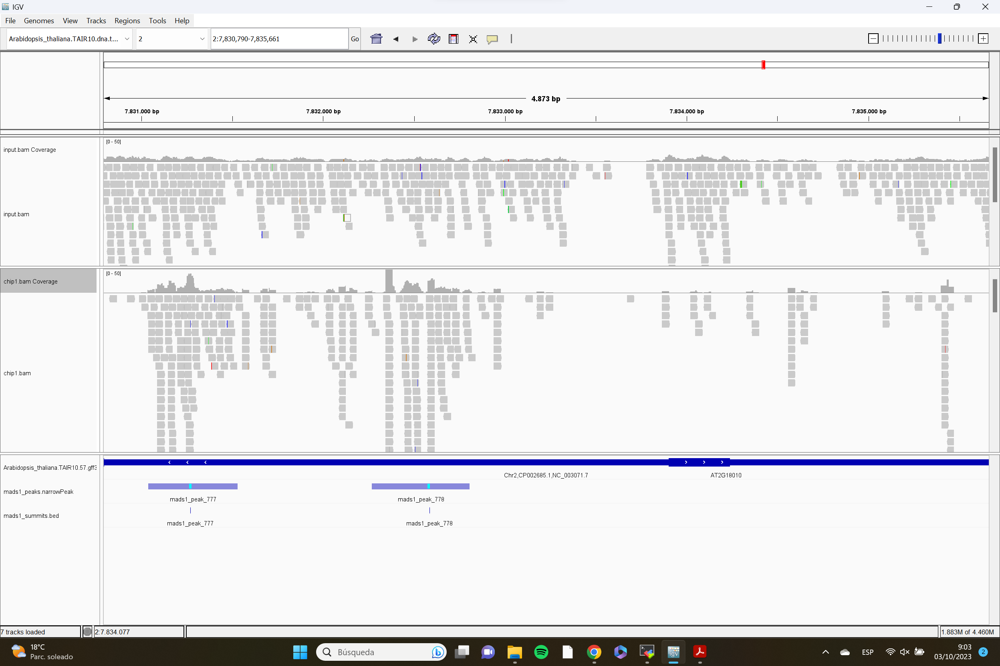 IGV
File Genomes View Tracks Regions Tools Help
Arabidopsis_thaliana.TAIR10.dna.t... 2 2:7,830,790-7,835,661 Go
4.873 bp
7.831.000 bp 7.832.000 bp 7.833.000 bp 7.834.000 bp 7.835.000 bp
[0 - 50]
input.bam Coverage
input.bam
[0 - 50]
chip1.bam Coverage
chip1.bam
Arabidopsis_thaliana.TAIR10.57.gff3
Chr2,CP002685.1,NC_003071.7 AT2G18010
mads1_peaks.narrowPeak
mads1_peak_777 mads1_peak_778
mads1_summits.bed
mads1_peak_777 mads1_peak_778
7 tracks loaded 2:7.834.077 1.883M of 4.460M
18°C
Parc. soleado
Búsqueda
igv
ESP
9:03
03/10/2023
2